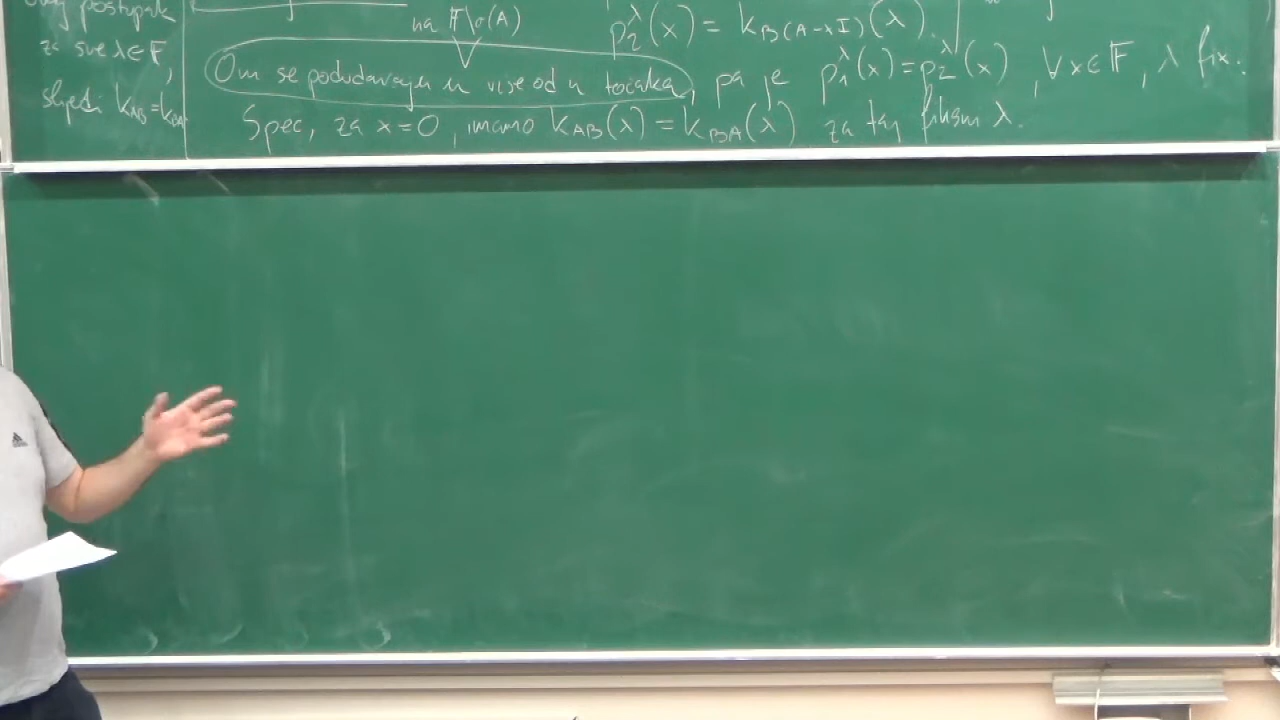 postupak
za sve λ∈𝔽,
slijedi k_AB=k_BA
na 𝔽\σ(A)
p₂^λ(x) = k_B(A-xI)(λ).
Oni se podudaraju u više od n točaka, pa je p₁^λ(x)=p₂^λ(x), ∀x∈𝔽, λ fix.
Spec, za x=0, imamo k_AB(λ) = k_BA(λ) za taj fiksni λ.